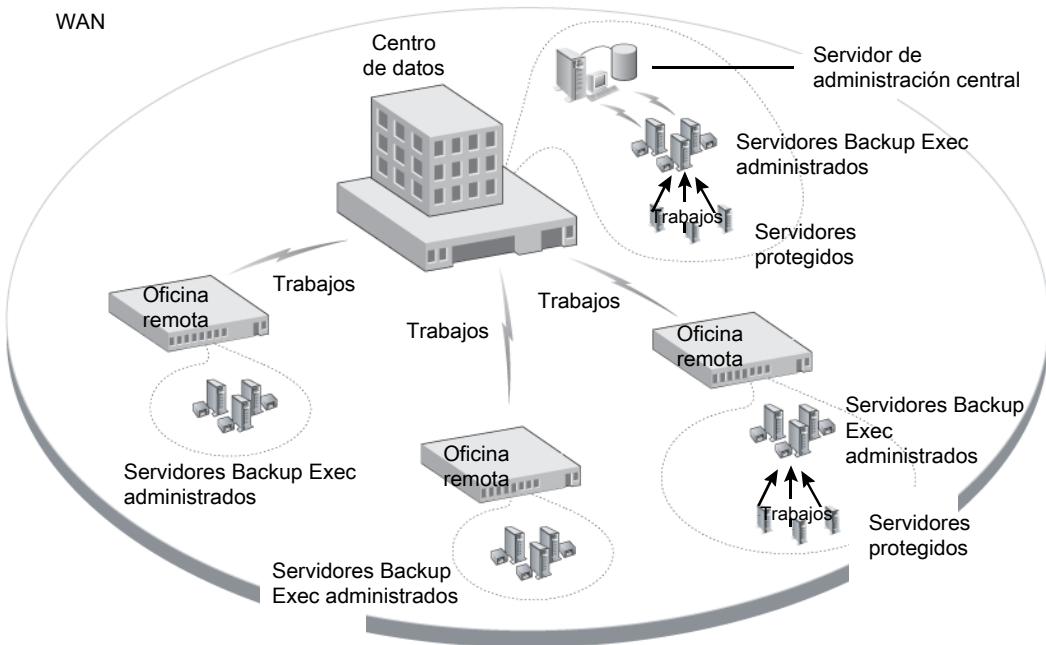 WAN
Centro
de datos
Servidor de
administración central
Servidores Backup Exec
administrados
Trabajos
Servidores
protegidos
Trabajos
Trabajos
Trabajos
Oficina
remota
Oficina
remota
Oficina
remota
Servidores Backup
Exec
administrados
Servidores Backup Exec
administrados
Trabajos
Servidores
protegidos
Servidores Backup
Exec administrados